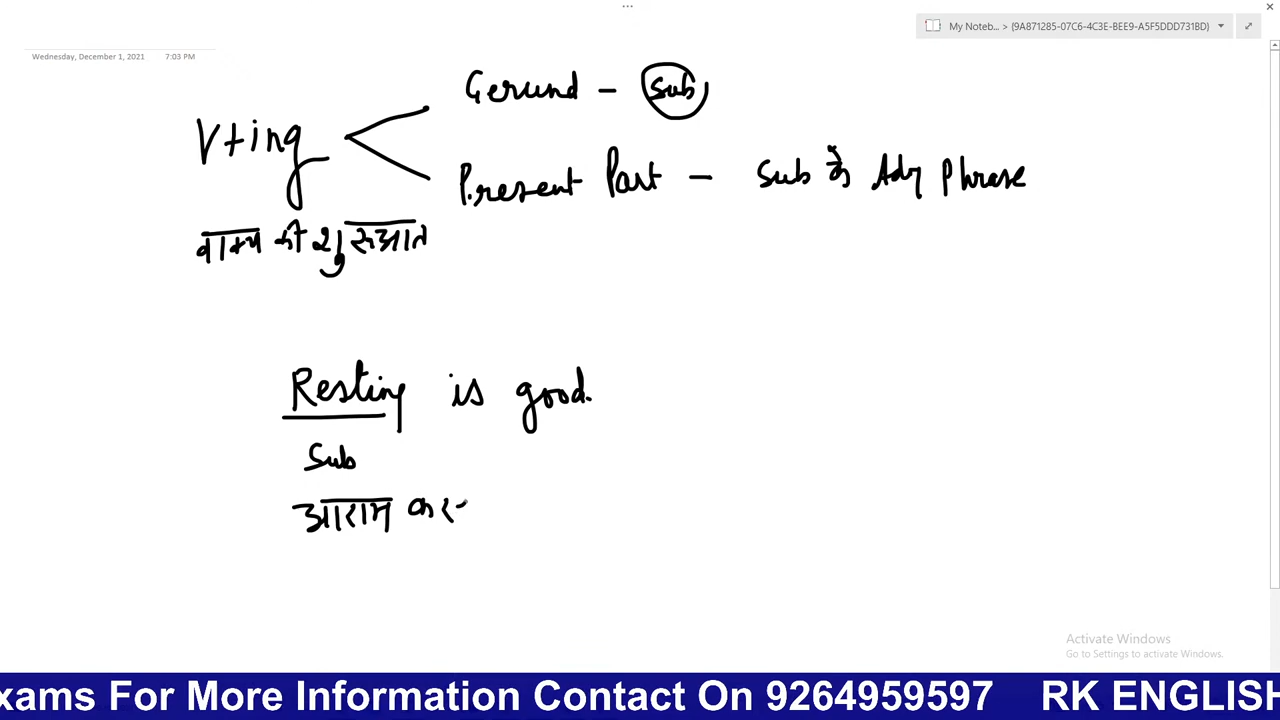 My Noteb... > {9A871285-07C6-4C3E-BEE9-A5F5DDD731BD}
Wednesday, December 1, 2021 7:03 PM
Gerund - Sub
V+ing
Present Part - Sub के Adj Phrase
वाक्य की शुरूआत
Resting is good.
Sub
आराम कर
Activate Windows
Go to Settings to activate Windows.
xams For More Information Contact On 9264959597 RK ENGLISH